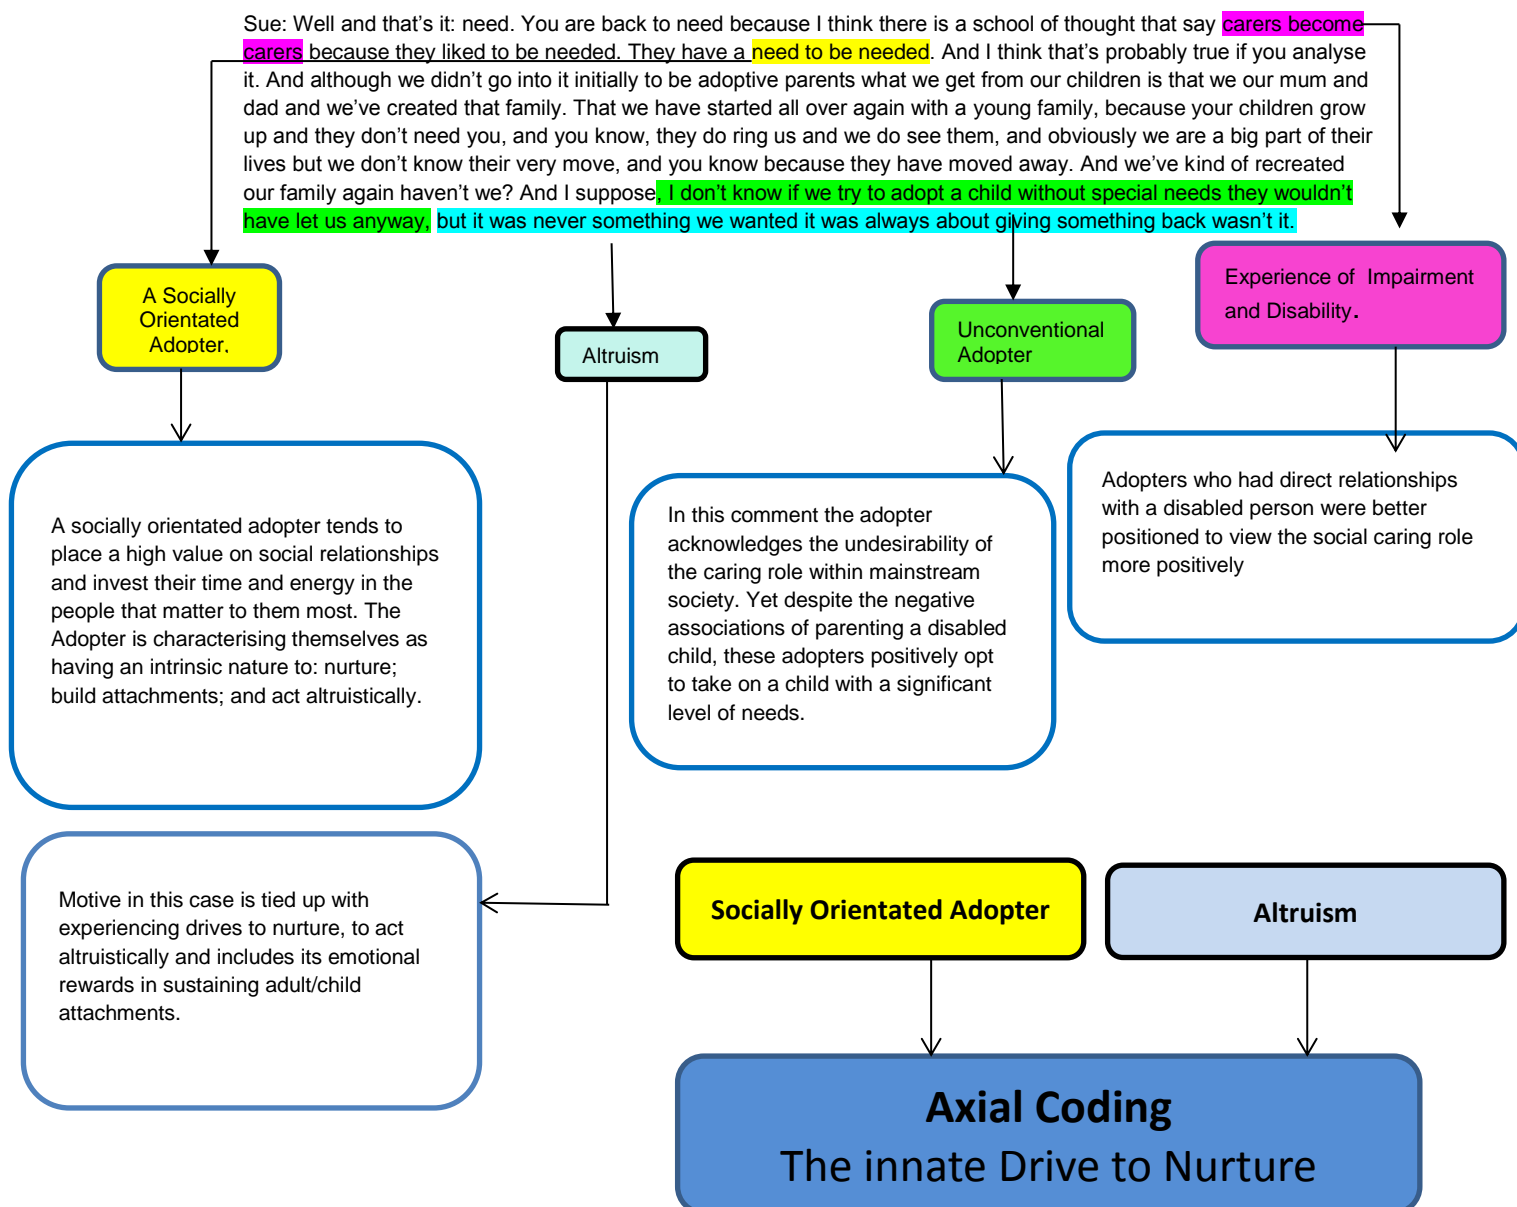 Sue: Well and that's it: need. You are back to need because I think there is a school of thought that say carers become
carers because they liked to be needed. They have a need to be needed. And I think that's probably true if you analyse
it. And although we didn't go into it initially to be adoptive parents what we get from our children is that we our mum and
dad and we've created that family. That we have started all over again with a young family, because your children grow
up and they don't need you, and you know, they do ring us and we do see them, and obviously we are a big part of their
lives but we don't know their very move, and you know because they have moved away. And we've kind of recreated
our family again haven't we? And I suppose, I don't know if we try to adopt a child without special needs they wouldn't
have let us anyway, but it was never something we wanted it was always about giving something back wasn't it.
A Socially
Orientated
Adopter.
Altruism
Unconventional
Adopter
Experience of Impairment
and Disability.
A socially orientated adopter tends to
place a high value on social relationships
and invest their time and energy in the
people that matter to them most. The
Adopter is characterising themselves as
having an intrinsic nature to: nurture;
build attachments; and act altruistically.
In this comment the adopter
acknowledges the undesirability of
the caring role within mainstream
society. Yet despite the negative
associations of parenting a disabled
child, these adopters positively opt
to take on a child with a significant
level of needs.
Adopters who had direct relationships
with a disabled person were better
positioned to view the social caring role
more positively
Motive in this case is tied up with
experiencing drives to nurture, to act
altruistically and includes its emotional
rewards in sustaining adult/child
attachments.
Socially Orientated Adopter
Altruism
Axial Coding
The innate Drive to Nurture